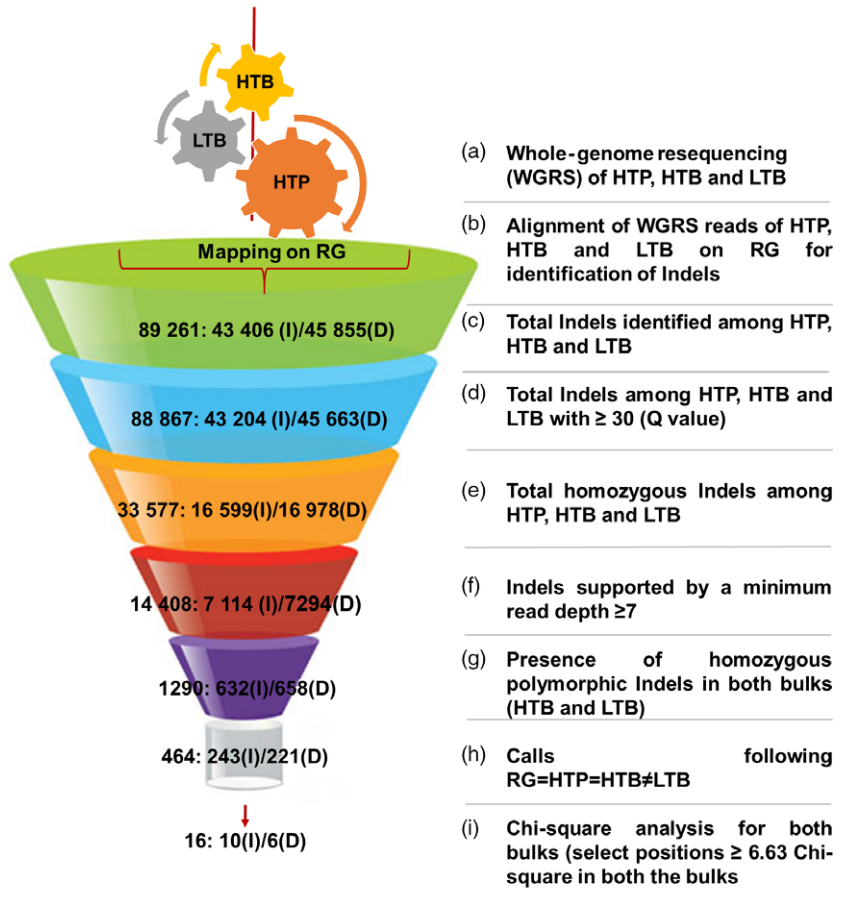 HTB
LTB
HTP
Mapping on RG
89 261: 43 406 (I)/45 855(D)
88 867: 43 204 (I)/45 663(D)
33 577: 16 599(I)/16 978(D)
14 408: 7 114 (I)/7294(D)
1290: 632(I)/658(D)
464: 243(I)/221(D)
16: 10(I)/6(D)
(a) Whole-genome resequencing
(WGRS) of HTP, HTB and LTB
(b) Alignment of WGRS reads of HTP,
HTB and LTB on RG for
identification of Indels
(c) Total Indels identified among HTP,
HTB and LTB
(d) Total Indels among HTP, HTB and
LTB with ≥ 30 (Q value)
(e) Total homozygous Indels among
HTP, HTB and LTB
(f) Indels supported by a minimum
read depth ≥7
(g) Presence of homozygous
polymorphic Indels in both bulks
(HTB and LTB)
(h) Calls following
RG=HTP=HTB≠LTB
(i) Chi-square analysis for both
bulks (select positions ≥ 6.63 Chi-
square in both the bulks